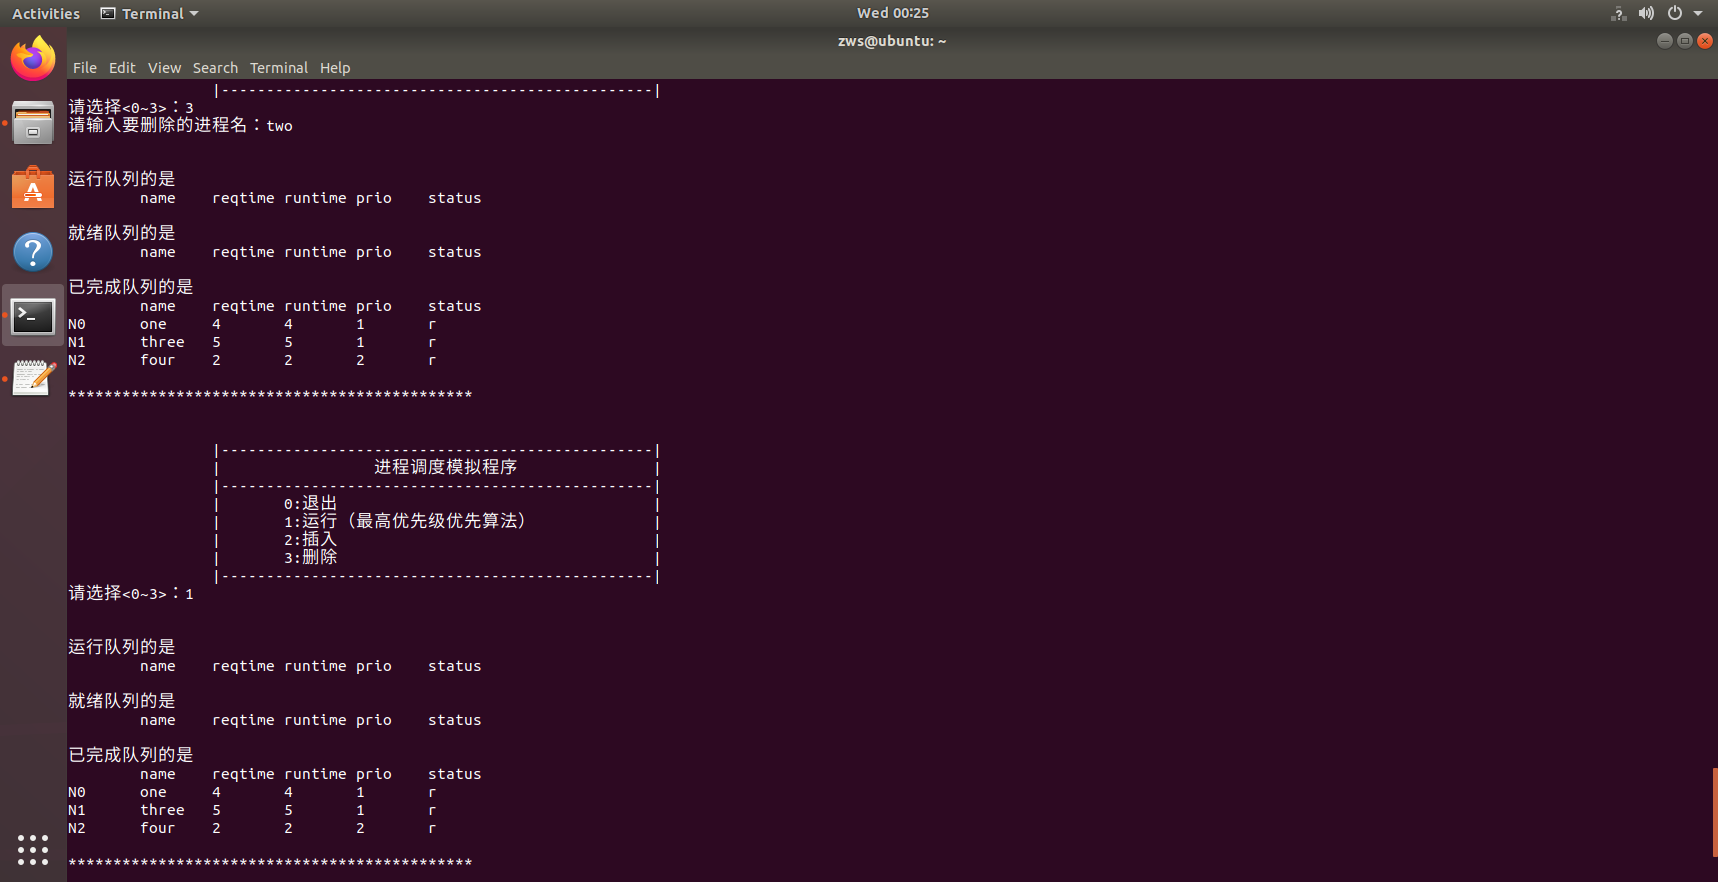 Activities Terminal Wed 00:25
zws@ubuntu: ~
File Edit View Search Terminal Help
|------------------------------------------------|
请选择<0~3>：3
请输入要删除的进程名：two
运行队列的是
name reqtime runtime prio status
就绪队列的是
name reqtime runtime prio status
已完成队列的是
name reqtime runtime prio status
N0 one 4 4 1 r
N1 three 5 5 1 r
N2 four 2 2 2 r
*********************************************
|------------------------------------------------|
| 进程调度模拟程序 |
|------------------------------------------------|
| 0:退出 |
| 1:运行（最高优先级优先算法） |
| 2:插入 |
| 3:删除 |
|------------------------------------------------|
请选择<0~3>：1
运行队列的是
name reqtime runtime prio status
就绪队列的是
name reqtime runtime prio status
已完成队列的是
name reqtime runtime prio status
N0 one 4 4 1 r
N1 three 5 5 1 r
N2 four 2 2 2 r
*********************************************